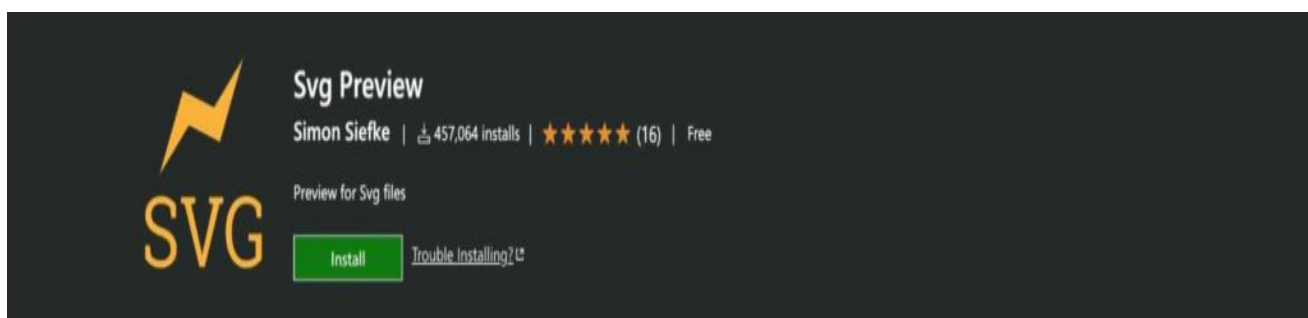 Svg Preview
Simon Siefke | 457,064 installs | ★★★★★ (16) | Free
Preview for Svg files
SVG
Install Trouble Installing?